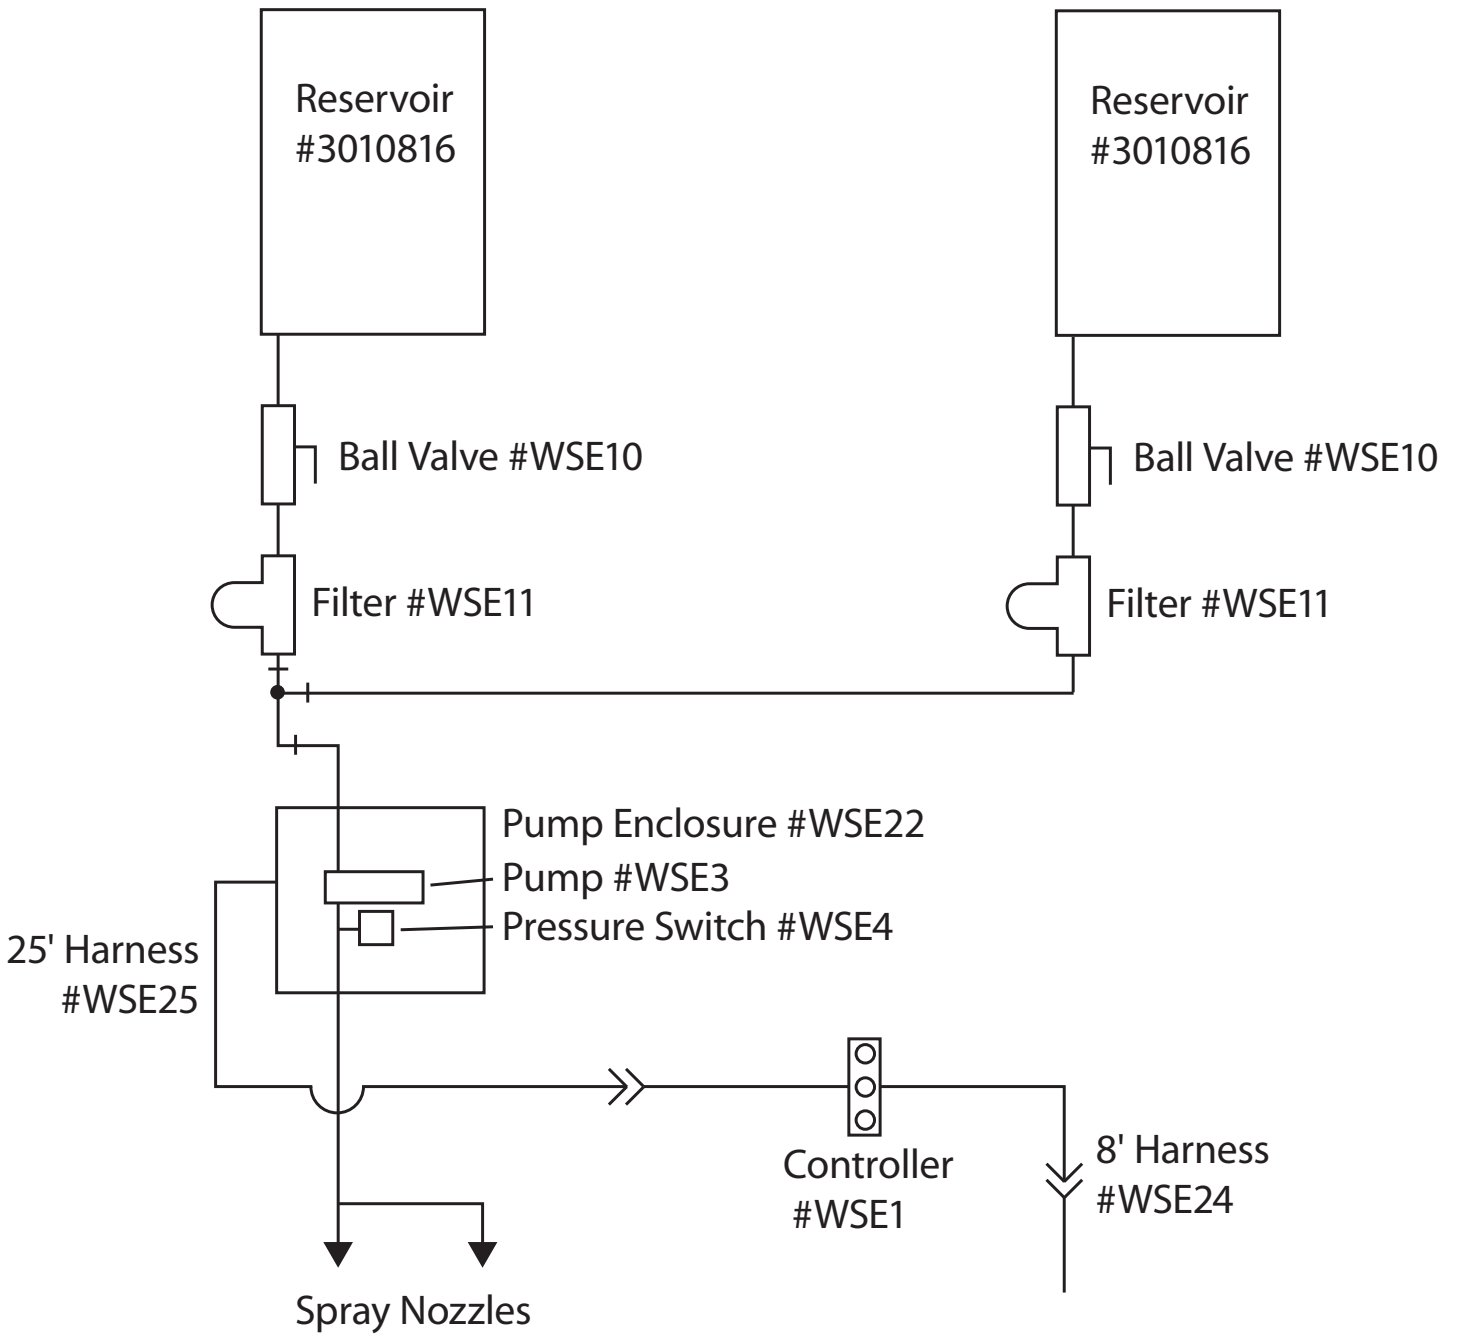 Reservoir
#3010816
Reservoir
#3010816
Ball Valve #WSE10
Ball Valve #WSE10
Filter #WSE11
Filter #WSE11
Pump Enclosure #WSE22
Pump #WSE3
Pressure Switch #WSE4
25' Harness
#WSE25
Controller
#WSE1
8' Harness
#WSE24
Spray Nozzles